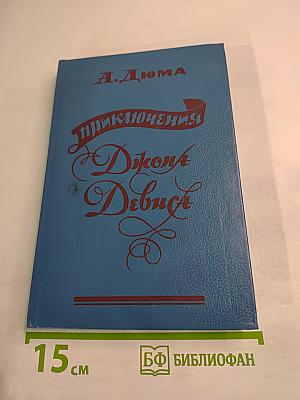 А. Дюма
приключения
Джона
Девиса
15 см
БФ БИБЛИОФАН